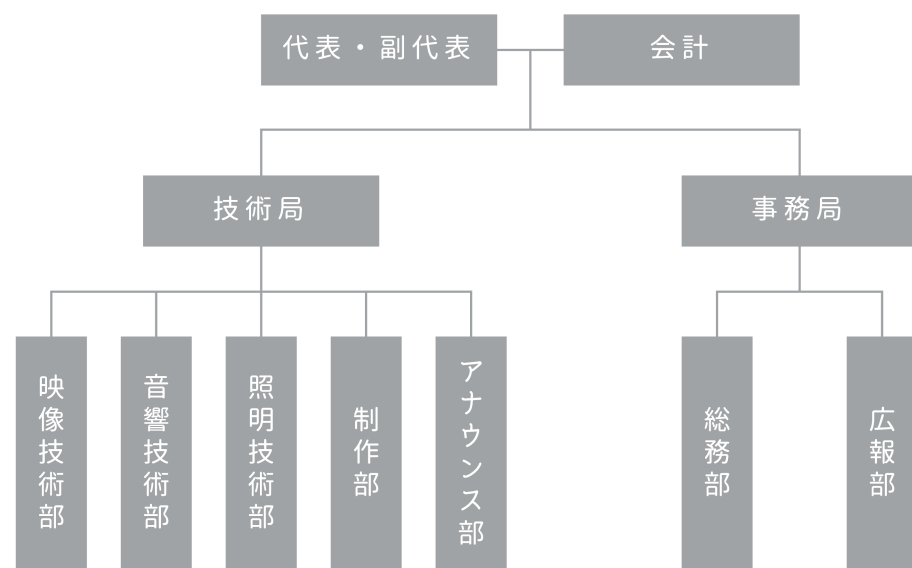 代表・副代表
会計
技術局
事務局
映像技術部
音響技術部
照明技術部
制作部
アナウンス部
総務部
広報部